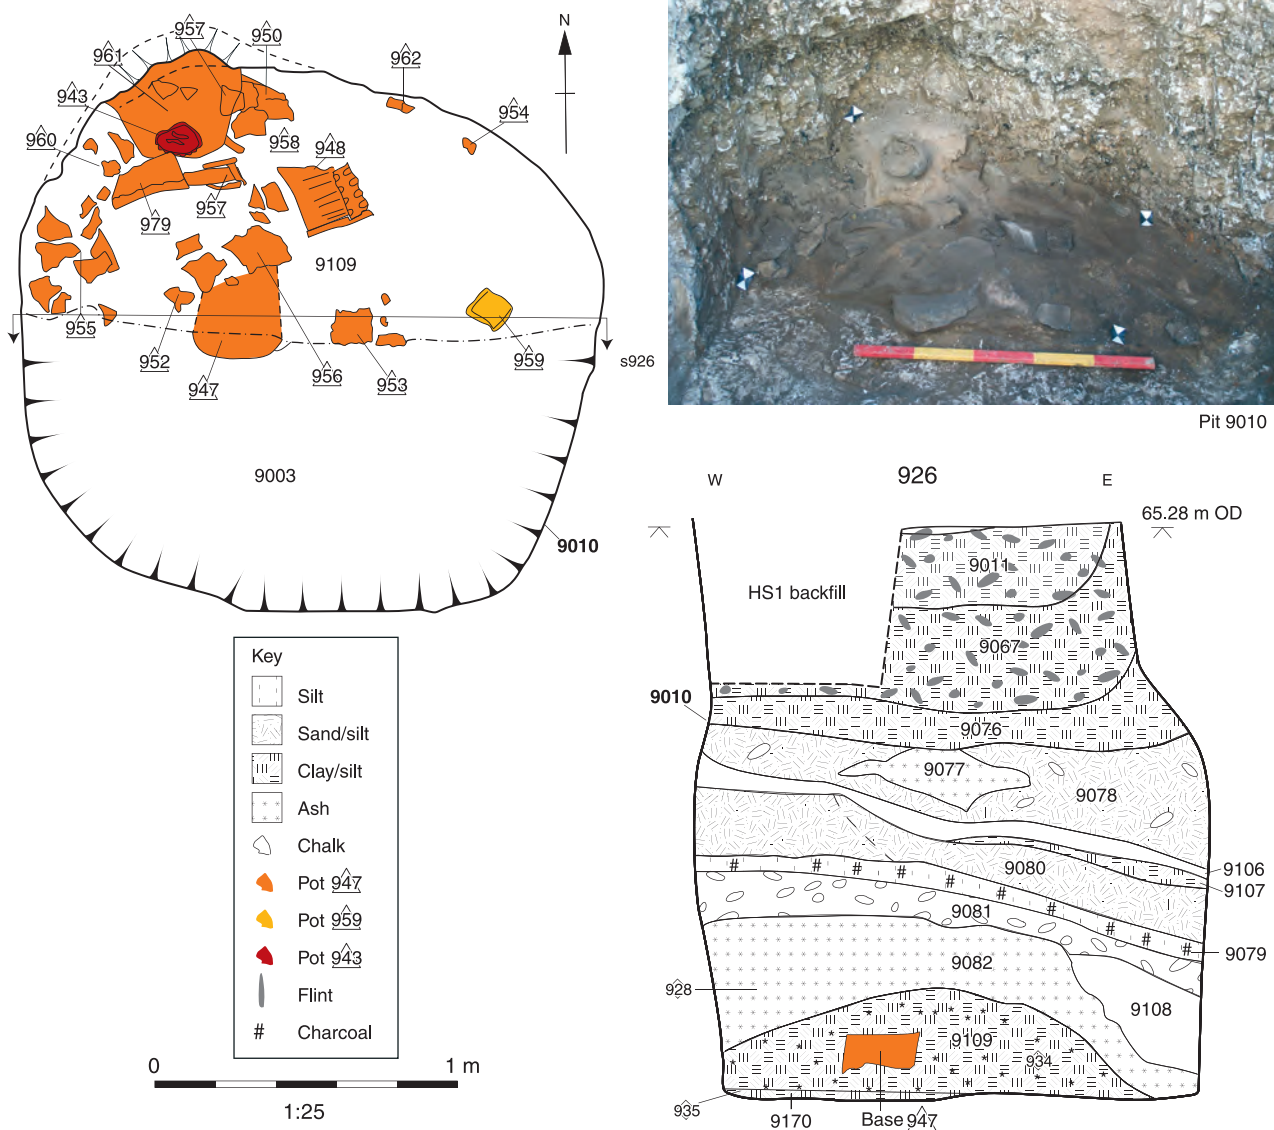 957
950
N
961
962
943
954
960
958
948
979
957
9109
955
952
947
956
953
959
s926
9003
9010
Pit 9010
W
926
E
65.28 m OD
9011
HS1 backfill
9067
9010
9076
9077
9078
9080
9106
9107
9081
9079
9082
928
9108
9109
934
935
9170
Base 947
Key
Silt
Sand/silt
Clay/silt
Ash
Chalk
Pot 947
Pot 959
Pot 943
Flint
# Charcoal
0 1 m
1:25